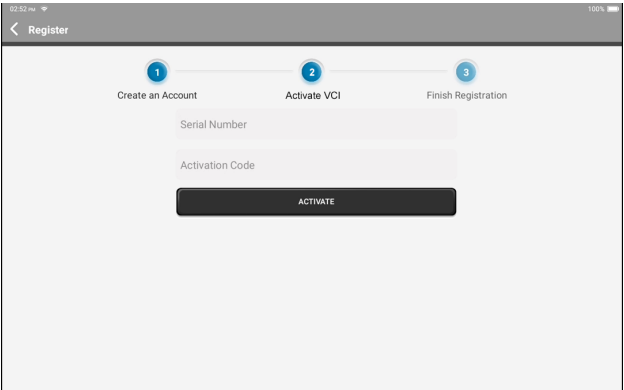 02:52 PM 100%
Register
1 2 3
Create an Account Activate VCI Finish Registration
Serial Number
Activation Code
ACTIVATE